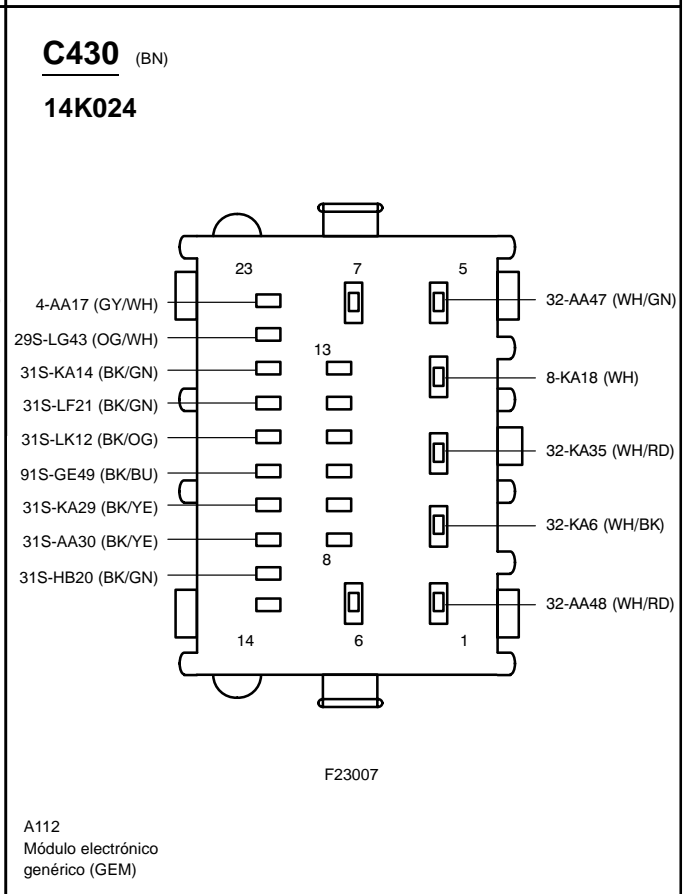 C430 (BN)
14K024
23 7 5
4-AA17 (GY/WH) 32-AA47 (WH/GN)
29S-LG43 (OG/WH)
13
31S-KA14 (BK/GN) 8-KA18 (WH)
31S-LF21 (BK/GN)
31S-LK12 (BK/OG) 32-KA35 (WH/RD)
91S-GE49 (BK/BU)
31S-KA29 (BK/YE) 32-KA6 (WH/BK)
31S-AA30 (BK/YE)
8
31S-HB20 (BK/GN)
32-AA48 (WH/RD)
14 6 1
F23007
A112
Módulo electrónico
genérico (GEM)